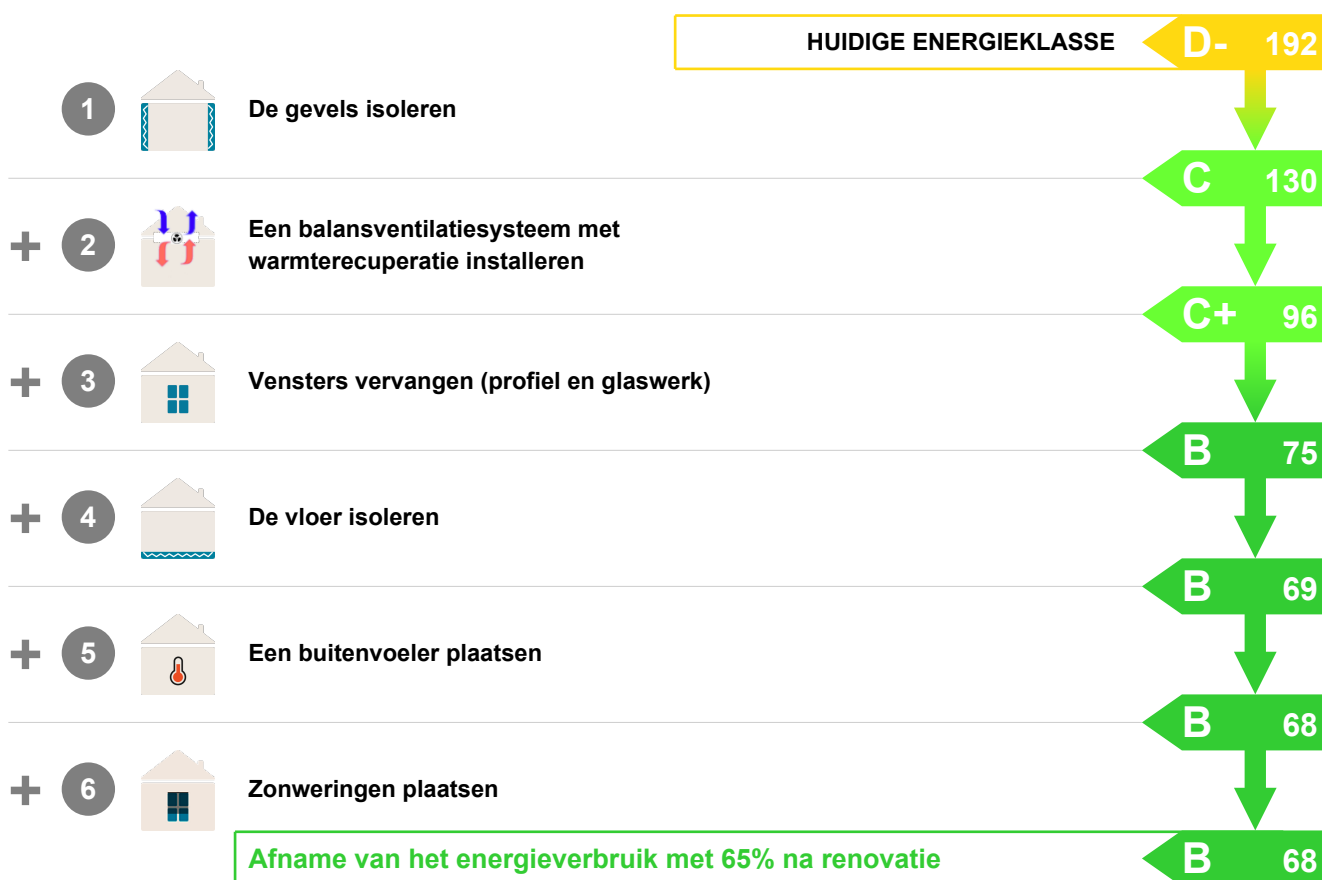 HUIDIGE ENERGIEKLASSE D- 192
1 De gevels isoleren
C 130
+ 2 Een balansventilatiesysteem met
warmterecuperatie installeren
C+ 96
+ 3 Vensters vervangen (profiel en glaswerk)
B 75
+ 4 De vloer isoleren
B 69
+ 5 Een buitenvoeler plaatsen
B 68
+ 6 Zonweringen plaatsen
Afname van het energieverbruik met 65% na renovatie B 68